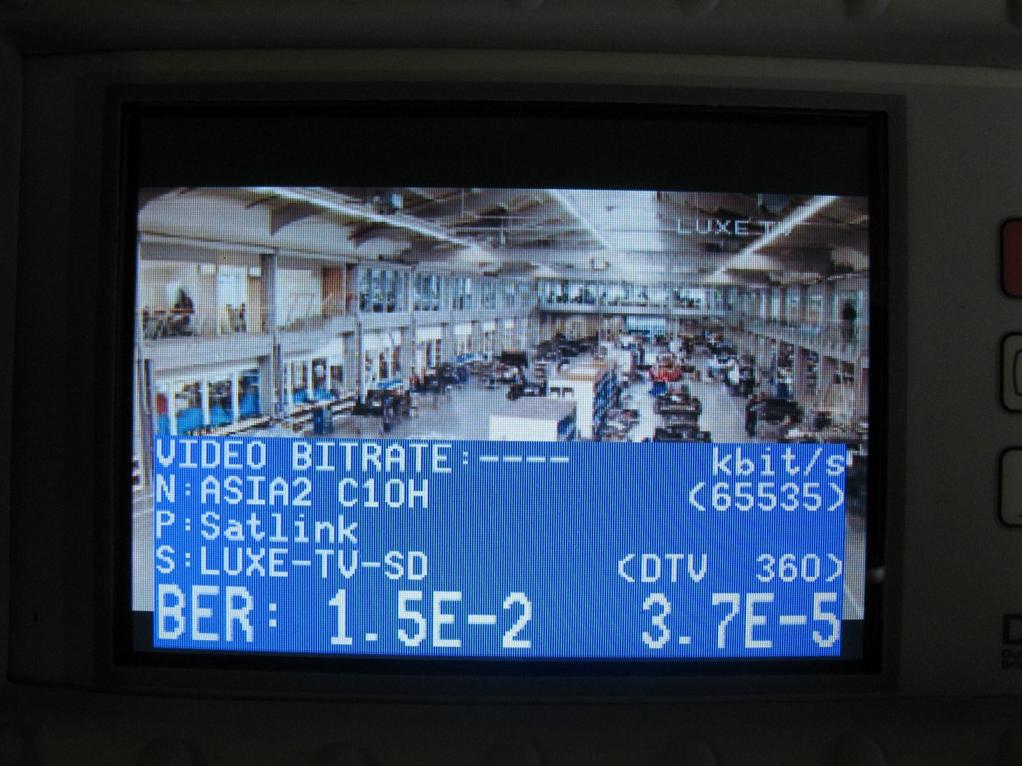 LUXE TV
VIDEO BITRATE:---- kbit/s
N:ASIA2 C10H (65535)
P:Satlink
S:LUXE-TV-SD (DTV 360)
BER: 1.5E-2 3.7E-5